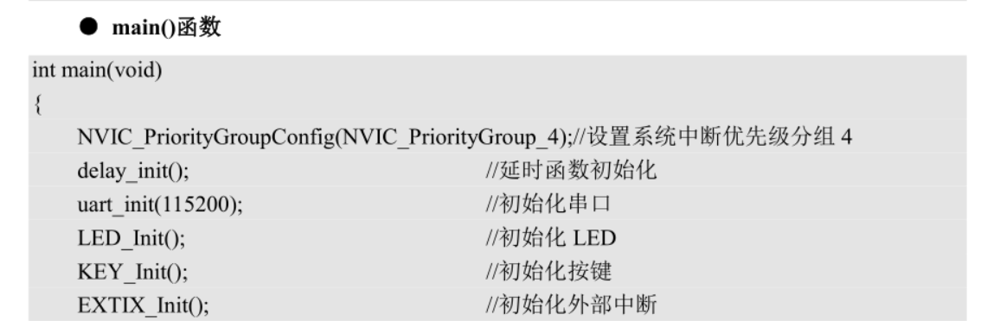 ● main()函数
int main(void)
{
NVIC_PriorityGroupConfig(NVIC_PriorityGroup_4);//设置系统中断优先级分组 4
delay_init(); //延时函数初始化
uart_init(115200); //初始化串口
LED_Init(); //初始化 LED
KEY_Init(); //初始化按键
EXTIX_Init(); //初始化外部中断